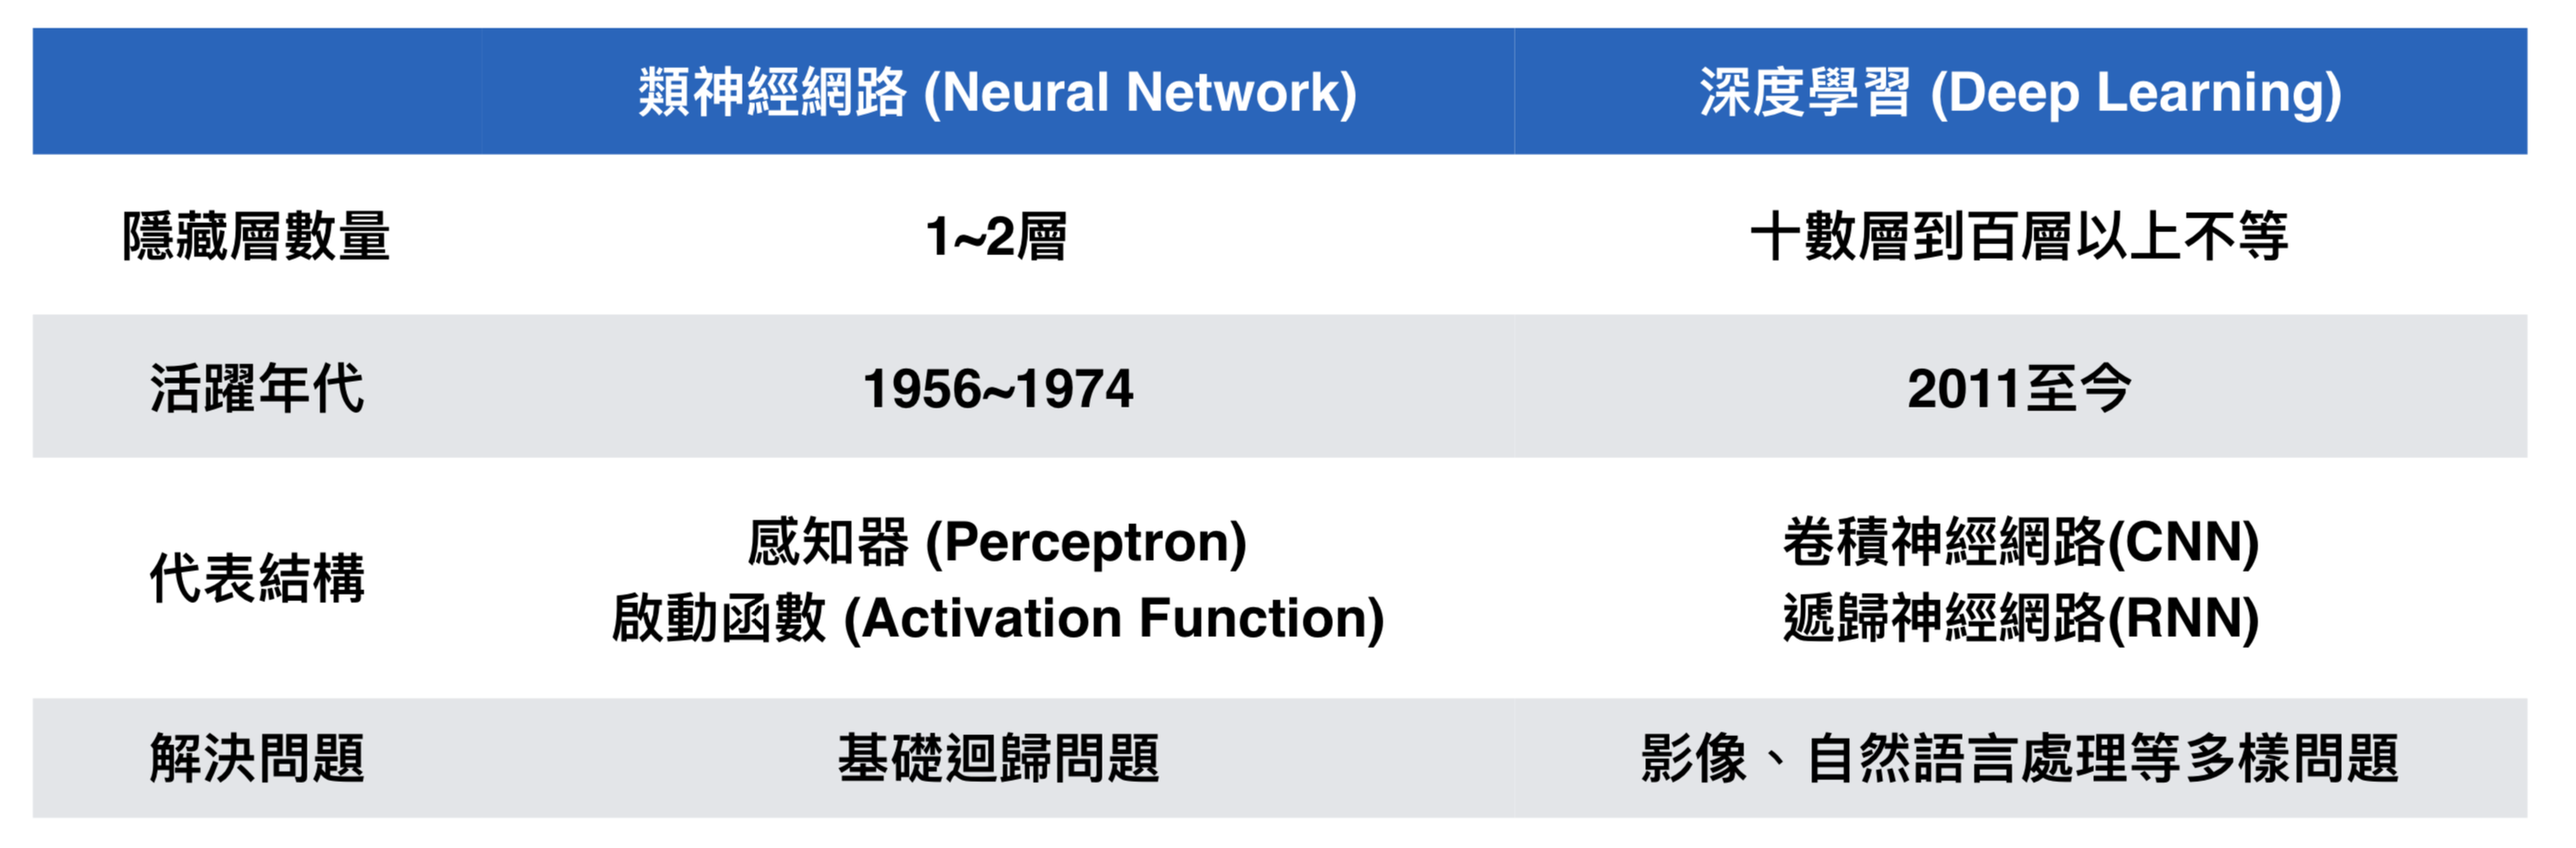 類神經網路 (Neural Network) 深度學習 (Deep Learning)
隱藏層數量 1~2層 十數層到百層以上不等
活躍年代 1956~1974 2011至今
代表結構
感知器 (Perceptron)
啟動函數 (Activation Function)
卷積神經網路(CNN)
遞歸神經網路(RNN)
解決問題 基礎迴歸問題 影像、自然語言處理等多樣問題